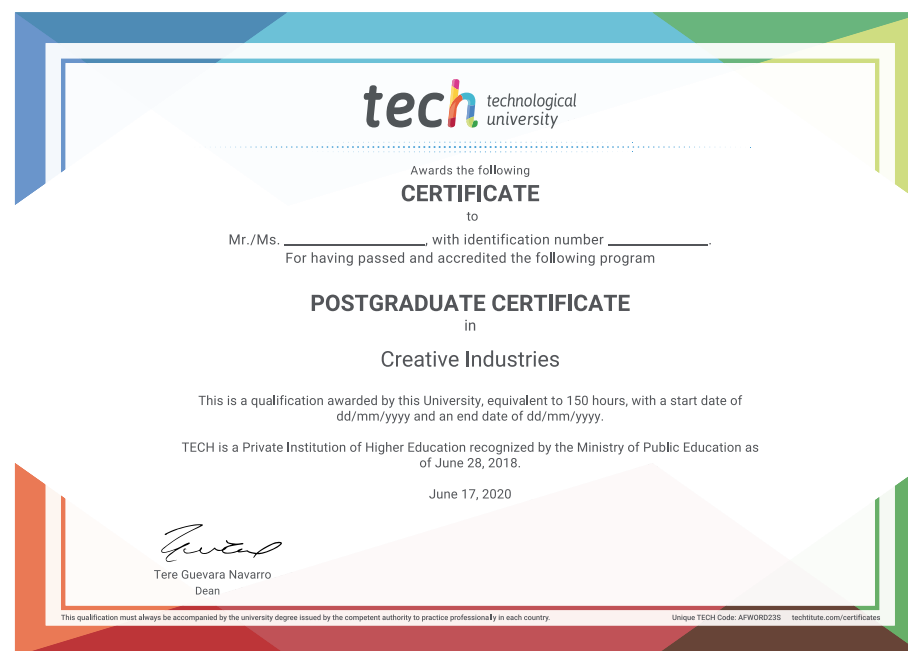 tech technological university
Awards the following
CERTIFICATE
to
Mr./Ms. ____________________, with identification number ______________.
For having passed and accredited the following program
POSTGRADUATE CERTIFICATE
in
Creative Industries
This is a qualification awarded by this University, equivalent to 150 hours, with a start date of
dd/mm/yyyy and an end date of dd/mm/yyyy.
TECH is a Private Institution of Higher Education recognized by the Ministry of Public Education as
of June 28, 2018.
June 17, 2020
Tere Guevara Navarro
Dean
This qualification must always be accompanied by the university degree issued by the competent authority to practice professionally in each country.
Unique TECH Code: AFWORD23S techtitute.com/certificates